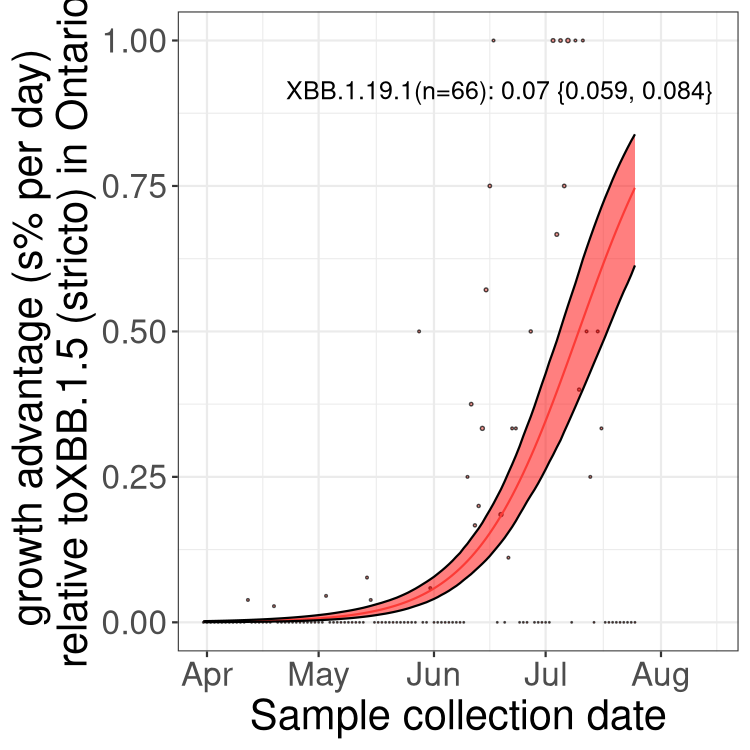 growth advantage (s% per day)
relative toXBB.1.5 (stricto) in Ontario
1.00
0.75
0.50
0.25
0.00
XBB.1.19.1(n=66): 0.07 {0.059, 0.084}
Apr May Jun Jul Aug
Sample collection date